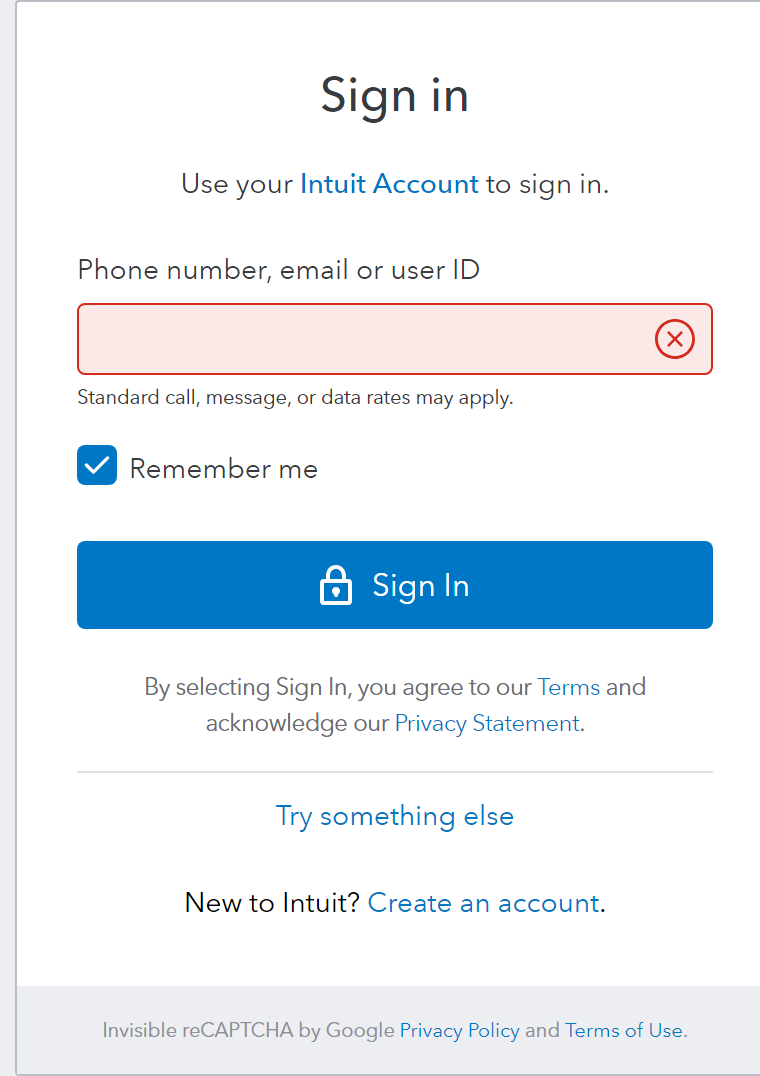 Sign in
Use your Intuit Account to sign in.
Phone number, email or user ID
Standard call, message, or data rates may apply.
Remember me
Sign In
By selecting Sign In, you agree to our Terms and
acknowledge our Privacy Statement.
Try something else
New to Intuit? Create an account.
Invisible reCAPTCHA by Google Privacy Policy and Terms of Use.